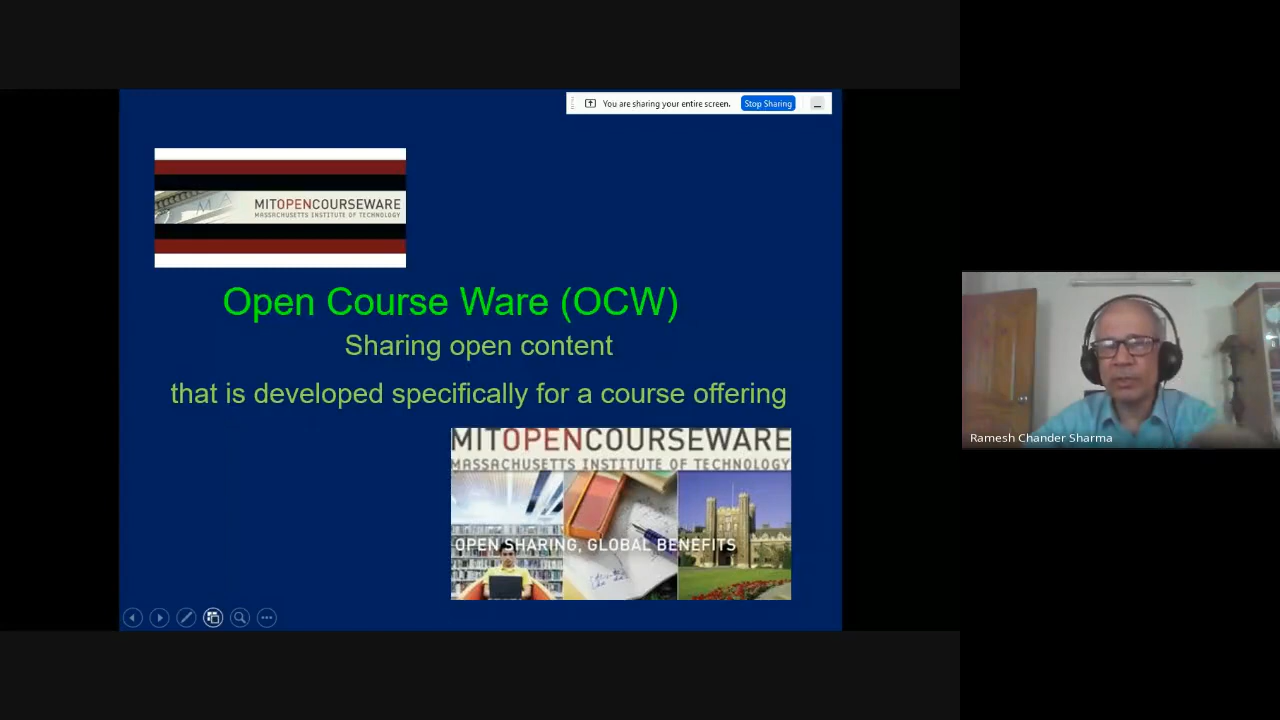 You are sharing your entire screen.
Stop Sharing
MITOPENCOURSEWARE
MASSACHUSETTS INSTITUTE OF TECHNOLOGY
Open Course Ware (OCW)
Sharing open content
that is developed specifically for a course offering
MITOPENCOURSEWARE
MASSACHUSETTS INSTITUTE OF TECHNOLOGY
OPEN SHARING, GLOBAL BENEFITS
Ramesh Chander Sharma